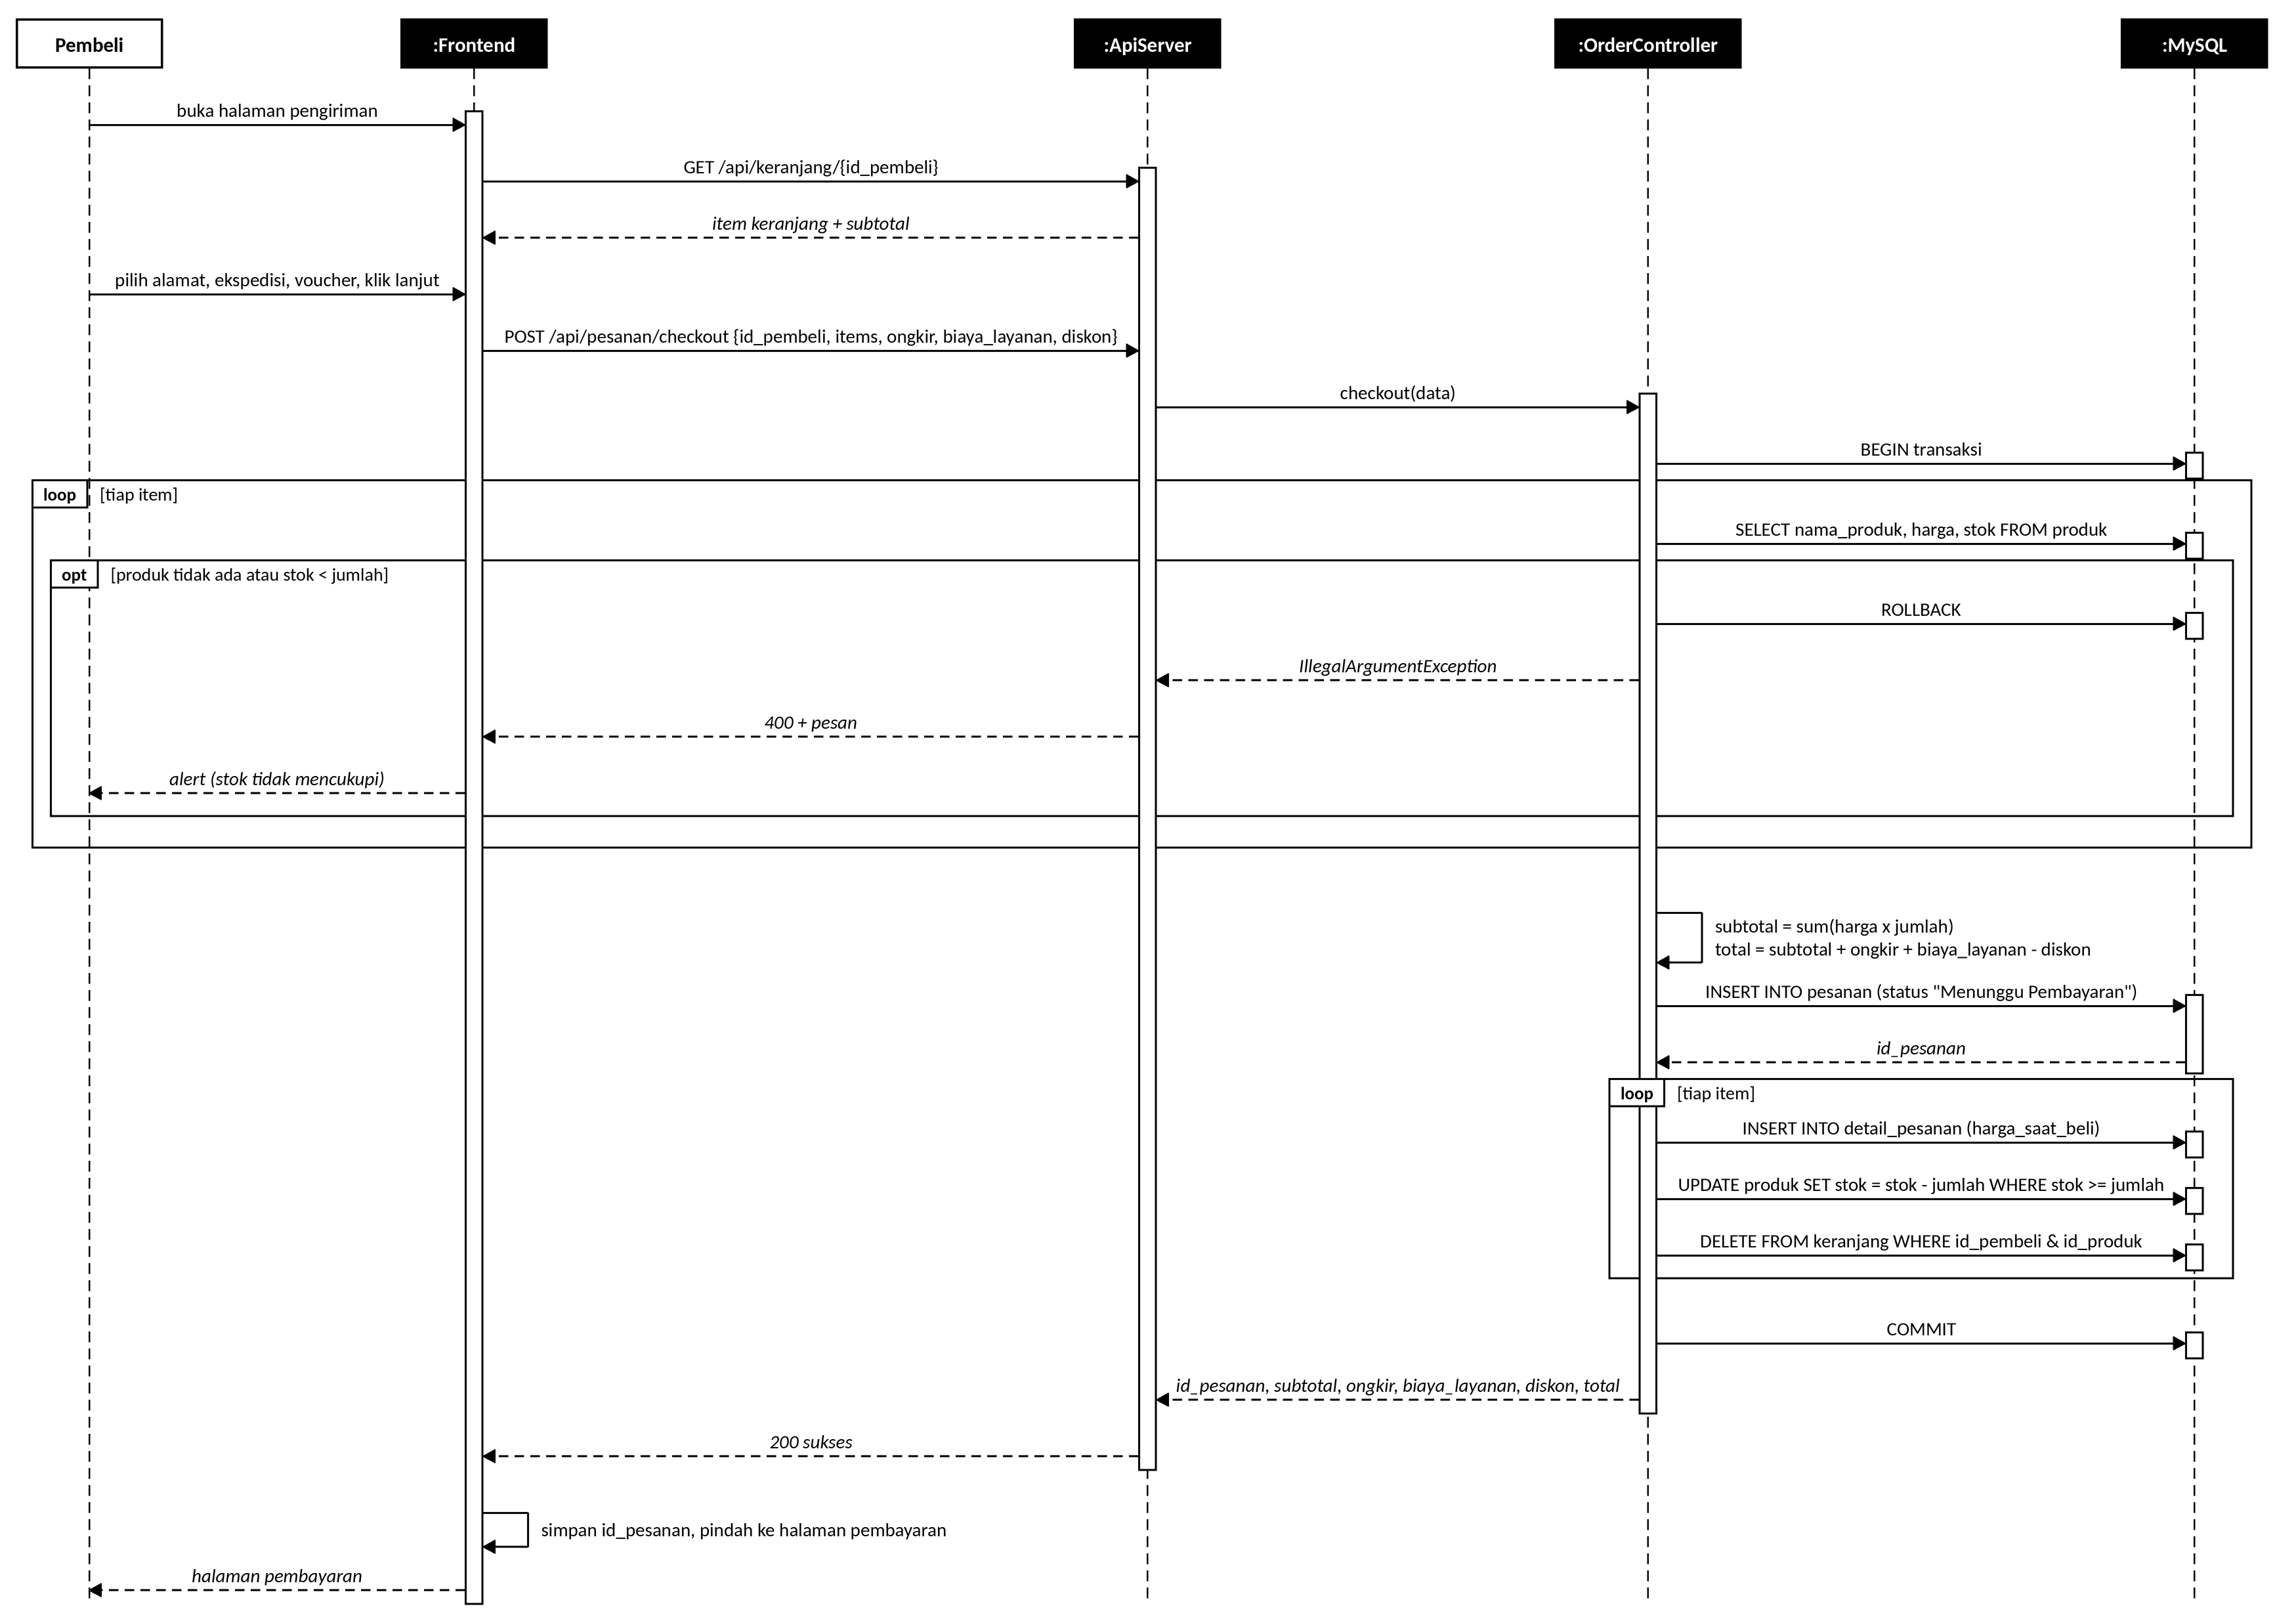 Pembeli
:Frontend
:ApiServer
:OrderController
:MySQL
buka halaman pengiriman
GET /api/keranjang/{id_pembeli}
item keranjang + subtotal
pilih alamat, ekspedisi, voucher, klik lanjut
POST /api/pesanan/checkout {id_pembeli, items, ongkir, biaya_layanan, diskon}
checkout(data)
BEGIN transaksi
loop
[tiap item]
SELECT nama_produk, harga, stok FROM produk
opt
[produk tidak ada atau stok < jumlah]
ROLLBACK
IllegalArgumentException
400 + pesan
alert (stok tidak mencukupi)
subtotal = sum(harga x jumlah)
total = subtotal + ongkir + biaya_layanan - diskon
INSERT INTO pesanan (status "Menunggu Pembayaran")
id_pesanan
loop
[tiap item]
INSERT INTO detail_pesanan (harga_saat_beli)
UPDATE produk SET stok = stok - jumlah WHERE stok >= jumlah
DELETE FROM keranjang WHERE id_pembeli & id_produk
COMMIT
id_pesanan, subtotal, ongkir, biaya_layanan, diskon, total
200 sukses
simpan id_pesanan, pindah ke halaman pembayaran
halaman pembayaran